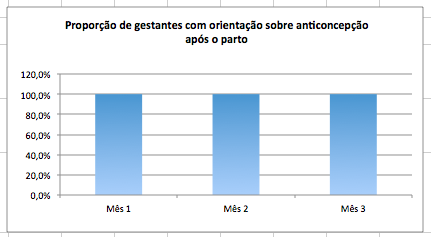 Proporção de gestantes com orientação sobre anticoncepção
após o parto
120,0%
100,0%
80,0%
60,0%
40,0%
20,0%
0,0%
Mês 1 Mês 2 Mês 3